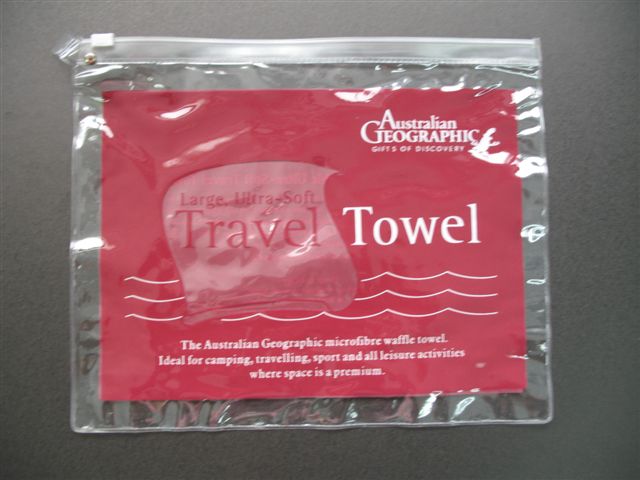 Australian
GEOGRAPHIC
GIFTS OF DISCOVERY
Large, Ultra-Soft
Travel Towel
The Australian Geographic microfibre waffle towel.
Ideal for camping, travelling, sport and all leisure activities
where space is a premium.